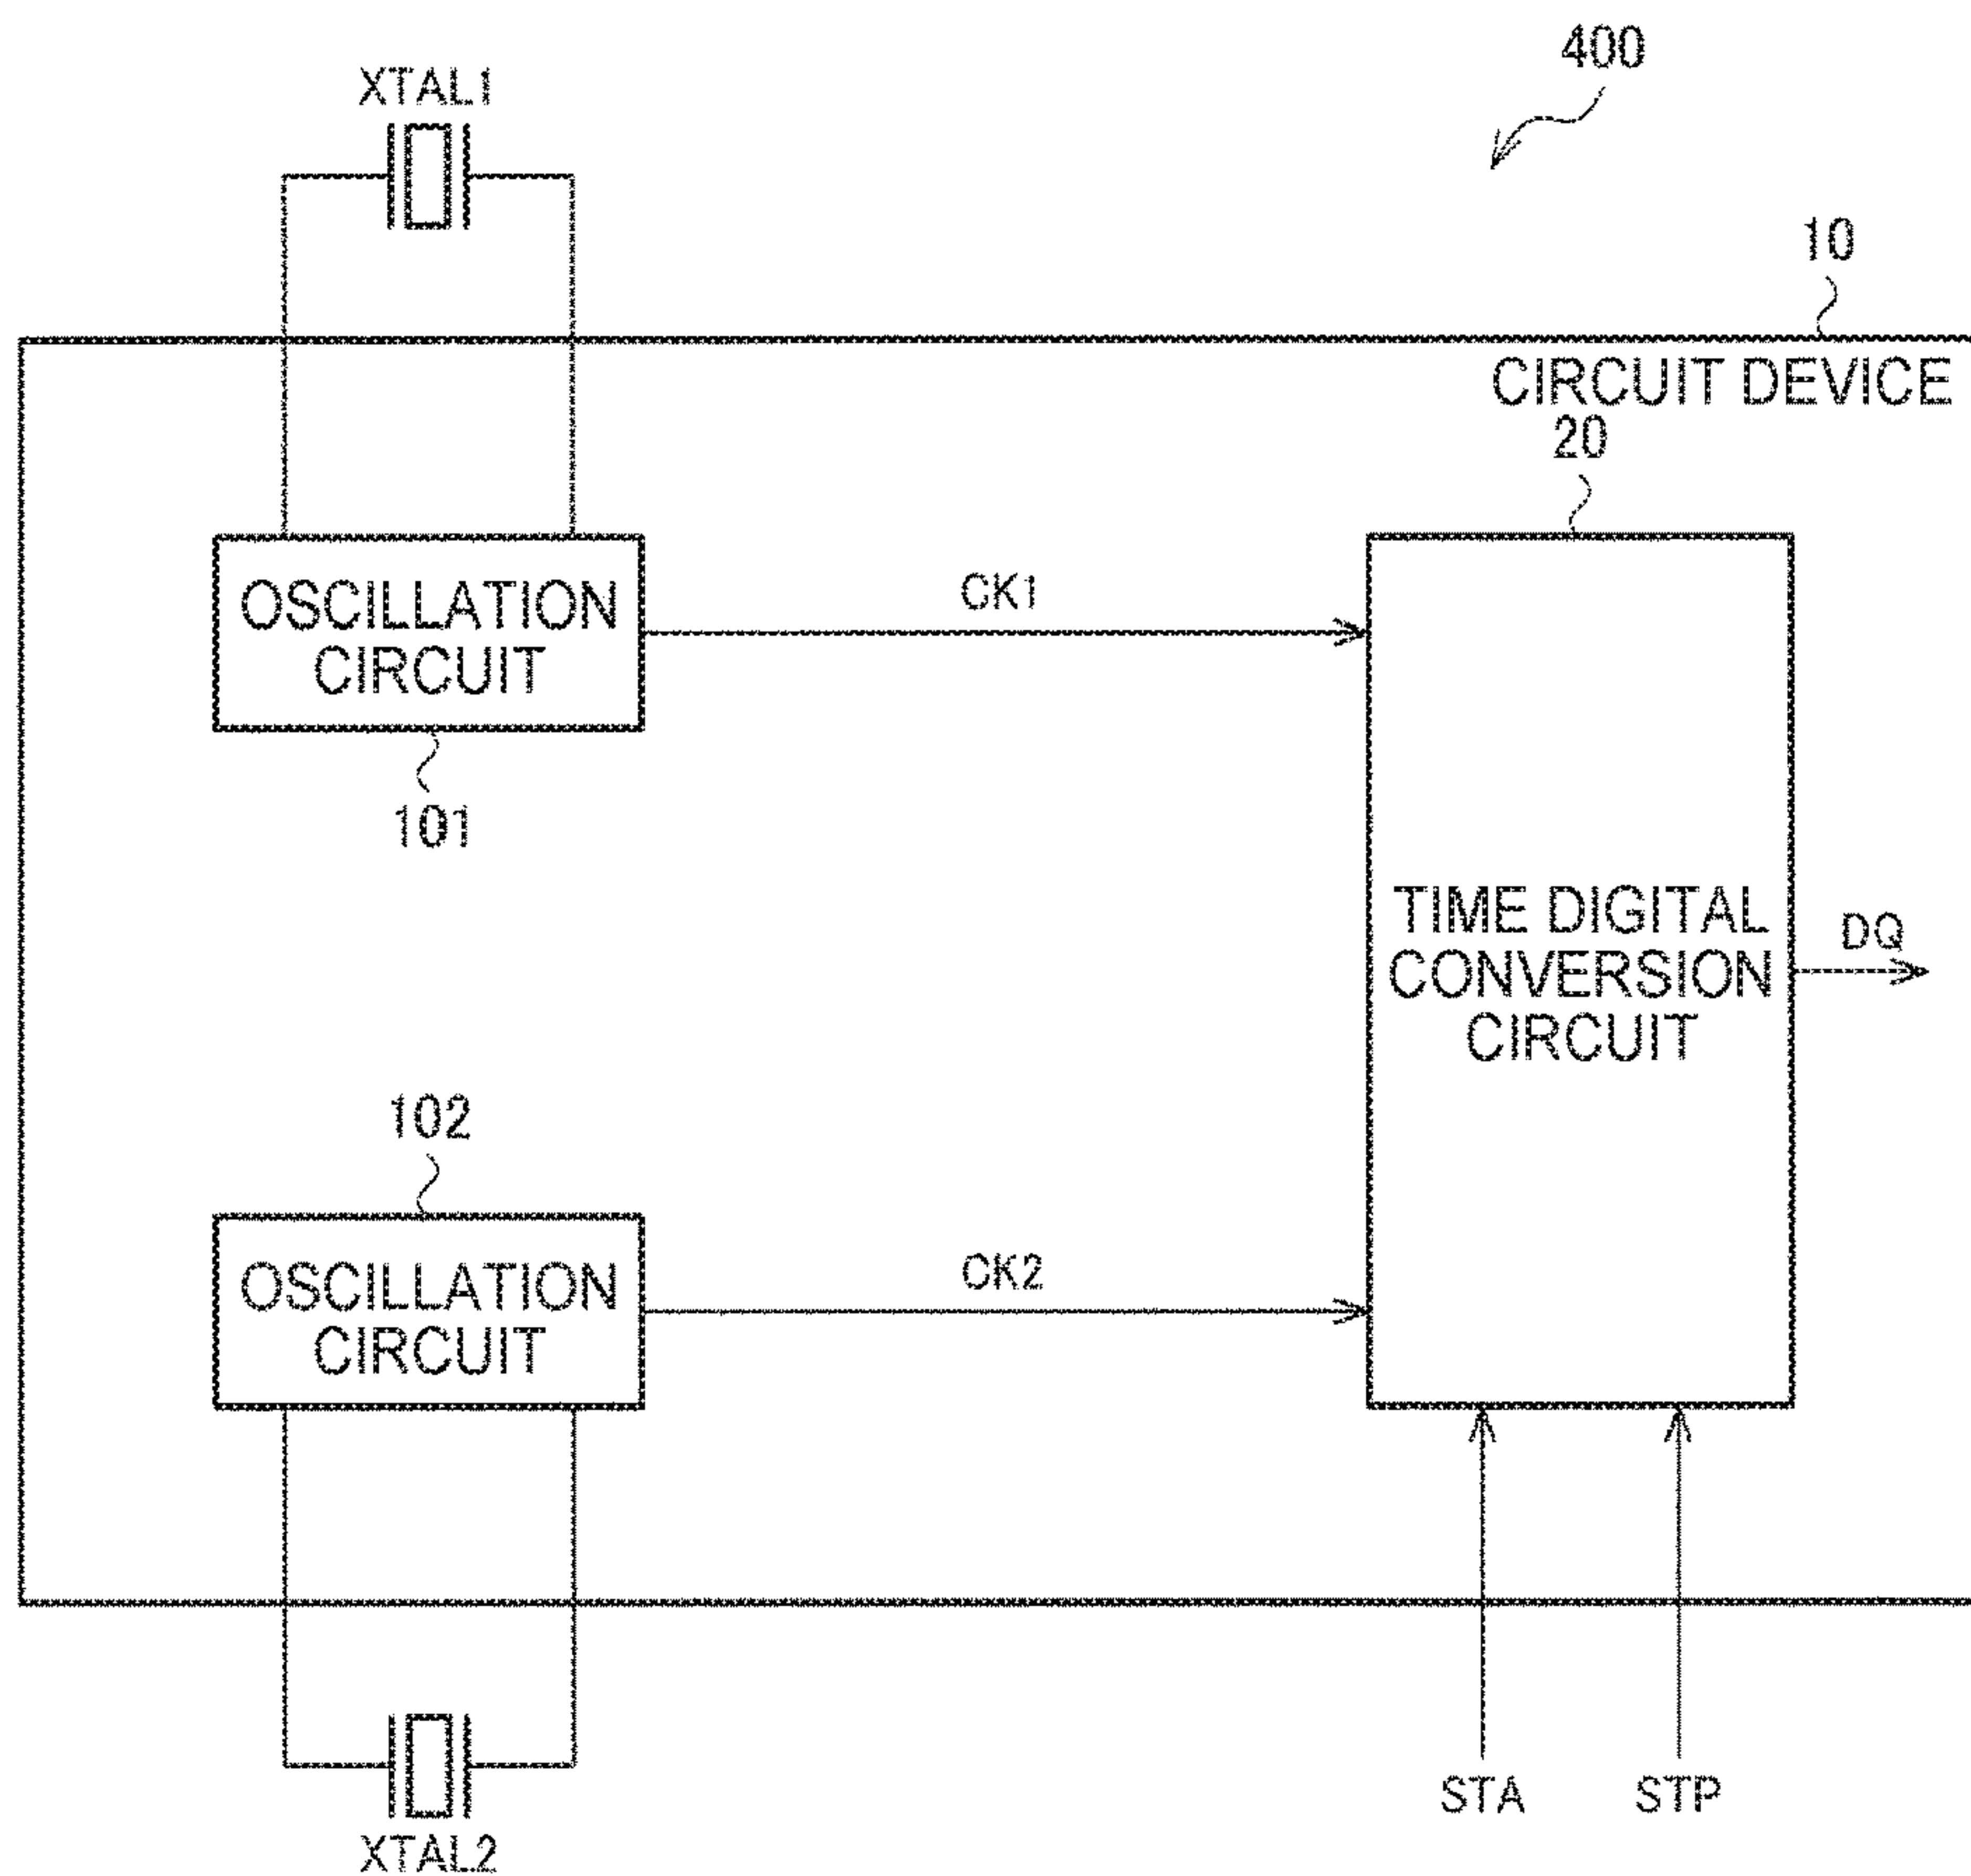 400
XTAL1
10
CIRCUIT DEVICE
20
OSCILLATION
CIRCUIT
CK1
101
TIME DIGITAL
CONVERSION
CIRCUIT
DQ
102
OSCILLATION
CIRCUIT
CK2
STA
STP
XTAL2